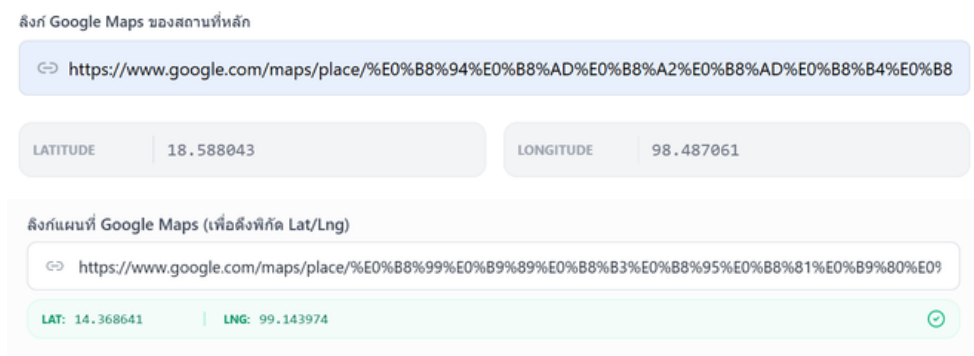 ลิงก์ Google Maps ของสถานที่หลัก
https://www.google.com/maps/place/%E0%B8%94%E0%B8%AD%E0%B8%A2%E0%B8%AD%E0%B8%B4%E0%B8
LATITUDE 18.588043 LONGITUDE 98.487061
ลิงก์แผนที่ Google Maps (เพื่อดึงพิกัด Lat/Lng)
https://www.google.com/maps/place/%E0%B8%99%E0%B9%89%E0%B8%B3%E0%B8%95%E0%B8%81%E0%B9%80%E0%
LAT: 14.368641 LNG: 99.143974